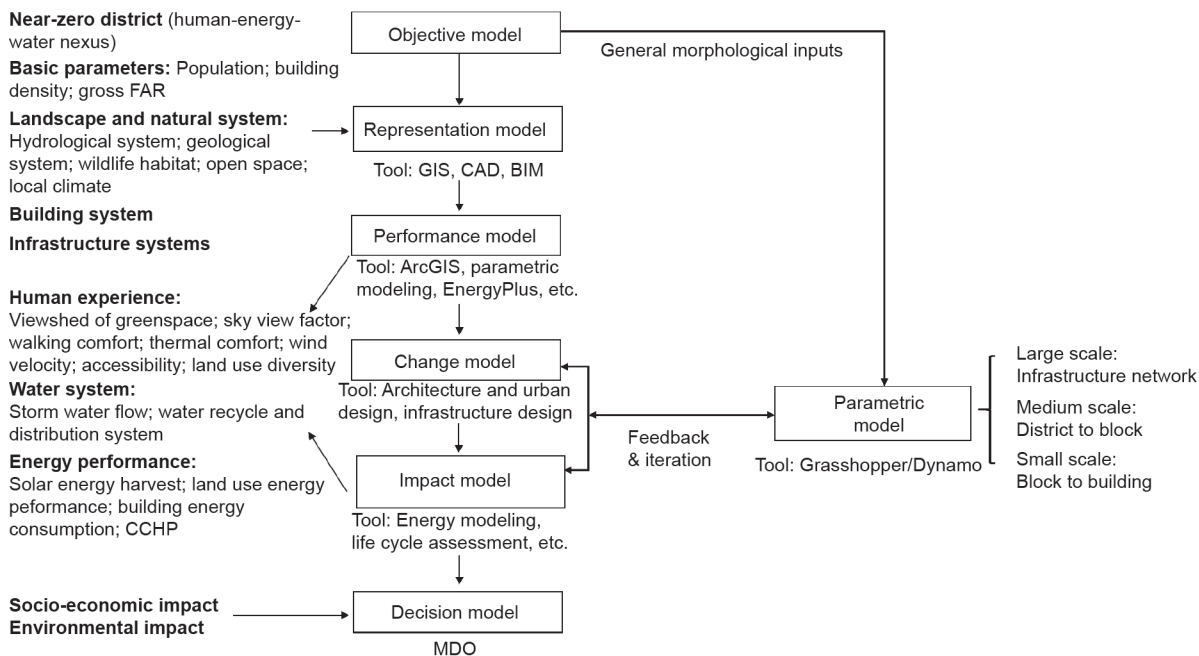 Near-zero district (human-energy-
water nexus)
Basic parameters: Population; building
density; gross FAR
Landscape and natural system:
Hydrological system; geological
system; wildlife habitat; open space;
local climate
Building system
Infrastructure systems
Human experience:
Viewshed of greenspace; sky view factor;
walking comfort; thermal comfort; wind
velocity; accessibility; land use diversity
Water system:
Storm water flow; water recycle and
distribution system
Energy performance:
Solar energy harvest; land use energy
peformance; building energy
consumption; CCHP
Socio-economic impact
Environmental impact
Objective model
Representation model
Tool: GIS, CAD, BIM
Performance model
Tool: ArcGIS, parametric
modeling, EnergyPlus, etc.
Change model
Tool: Architecture and urban
design, infrastructure design
Impact model
Tool: Energy modeling,
life cycle assessment, etc.
Decision model
MDO
General morphological inputs
Feedback
& iteration
Parametric
model
Tool: Grasshopper/Dynamo
Large scale:
Infrastructure network
Medium scale:
District to block
Small scale:
Block to building